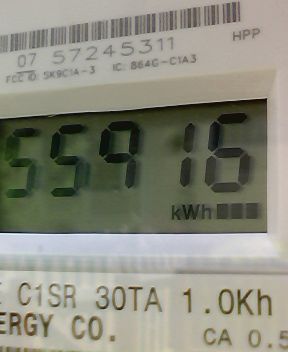 HPP
07 57245311
FCC ID: SK9C1A-3 IC: 864G-C1A3
55916
kWh
C1SR 30TA 1.0Kh
ERGY CO.
CA 0.5